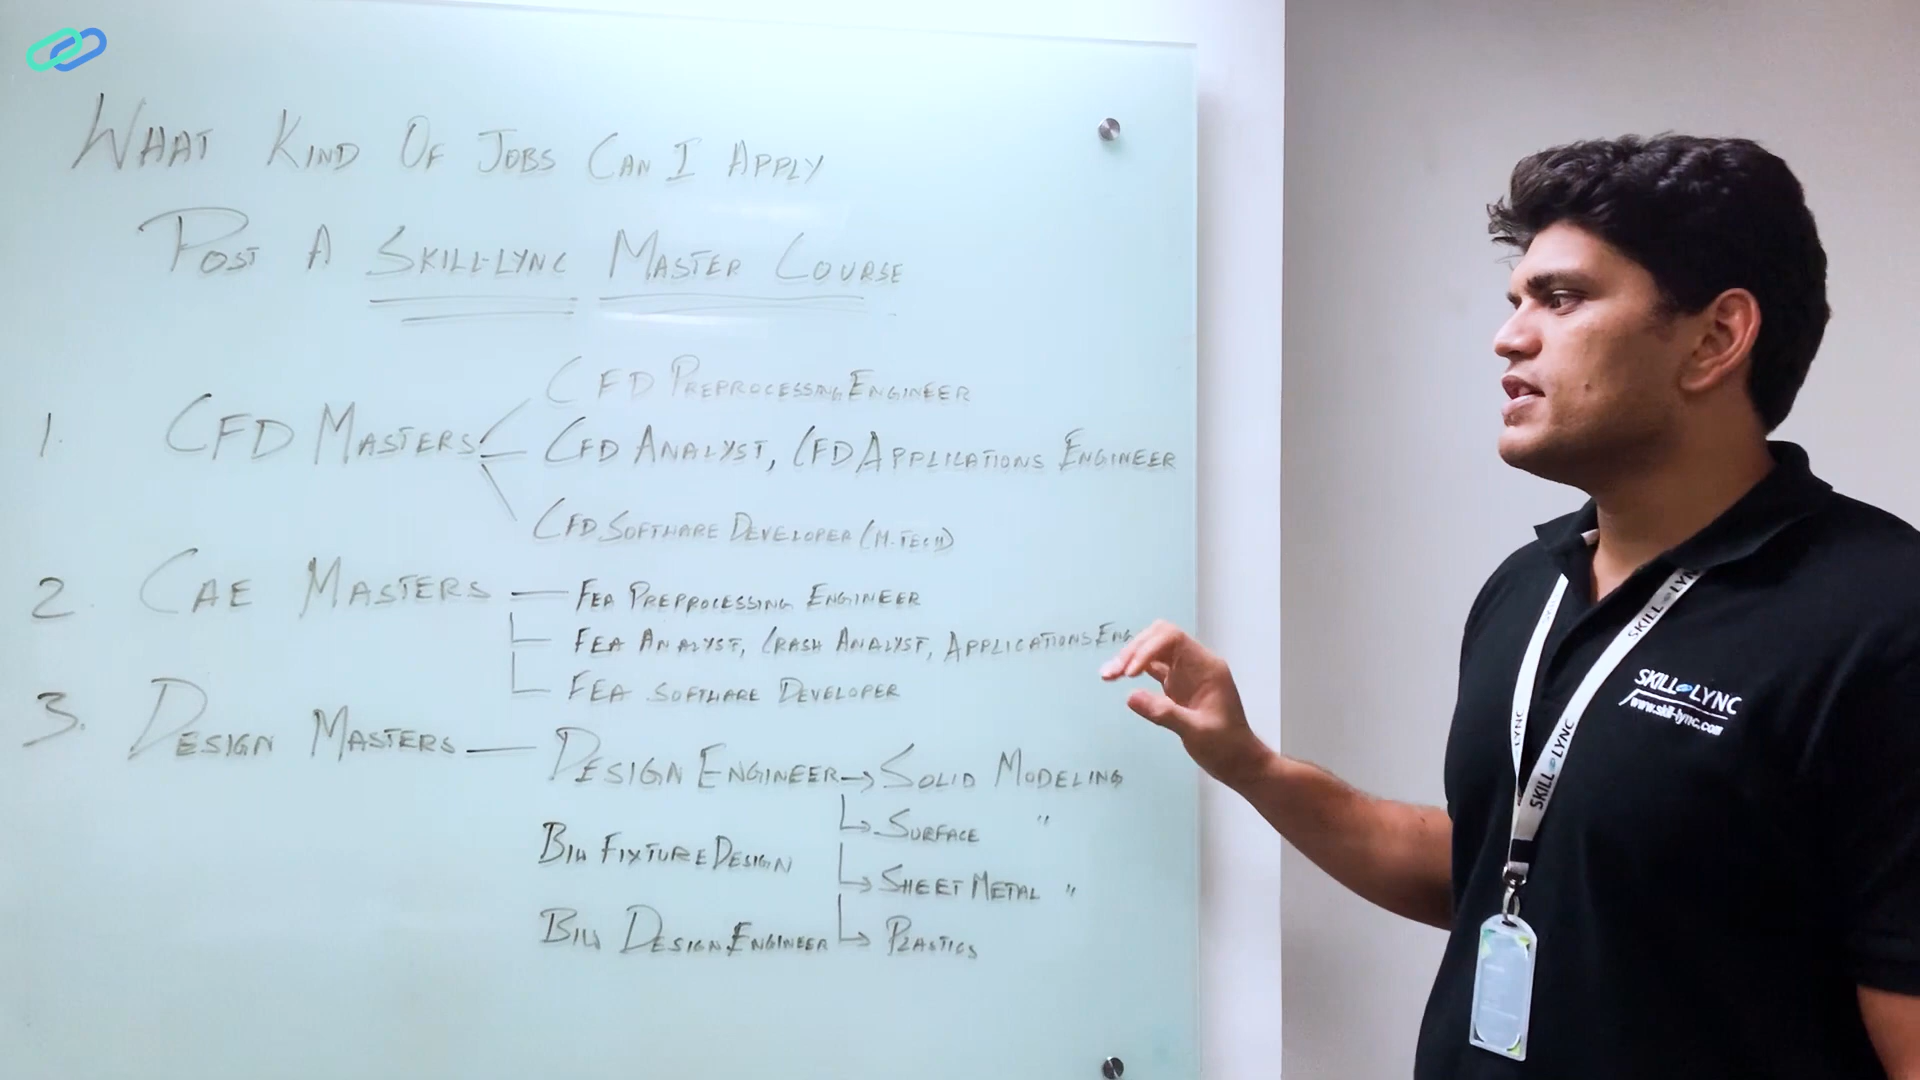 WHAT KIND OF JOBS CAN I APPLY
POST A SKILL-LYNC MASTER COURSE
1. CFD MASTERS
CFD PREPROCESSING ENGINEER
CFD ANALYST, CFD APPLICATIONS ENGINEER
CFD SOFTWARE DEVELOPER (M.TECH)
2. CAE MASTERS
FEA PREPROCESSING ENGINEER
FEA ANALYST, CRASH ANALYST, APPLICATIONS ENG
FEA SOFTWARE DEVELOPER
3. DESIGN MASTERS
DESIGN ENGINEER → SOLID MODELING
SURFACE "
BIW FIXTURE DESIGN
SHEET METAL "
BIW DESIGN ENGINEER
PLASTICS
SKILL LYNC
SKILL LYNC
LYNC
SKILL LYNC
www.skill-lync.com